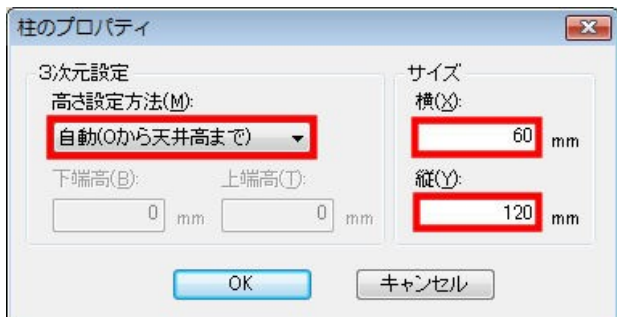 柱のプロパティ
3次元設定
高さ設定方法(M):
自動(0から天井高まで)
下端高(B):
上端高(T):
0 mm
0 mm
サイズ
横(X):
60 mm
縦(Y):
120 mm
OK
キャンセル